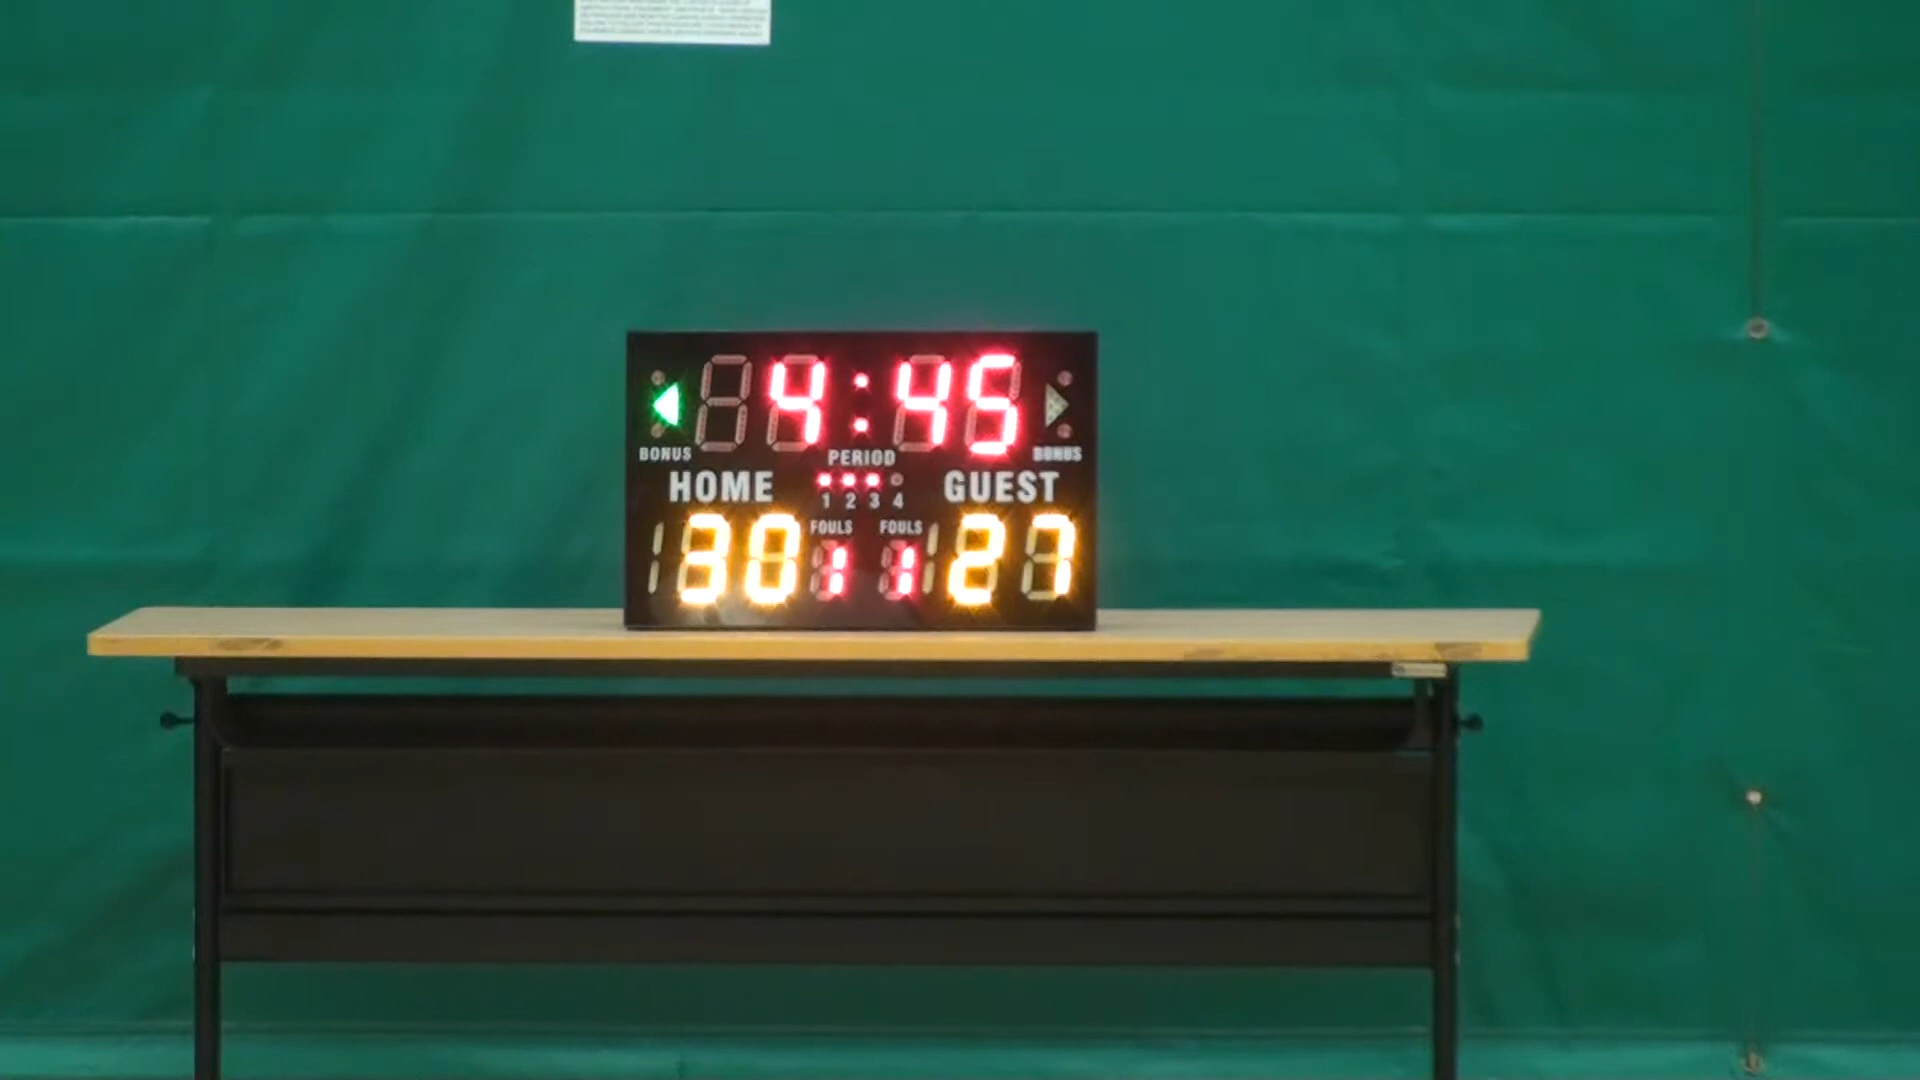 4:45
BONUS PERIOD BONUS
HOME GUEST
1 2 3 4
FOULS FOULS
30 1 1 27